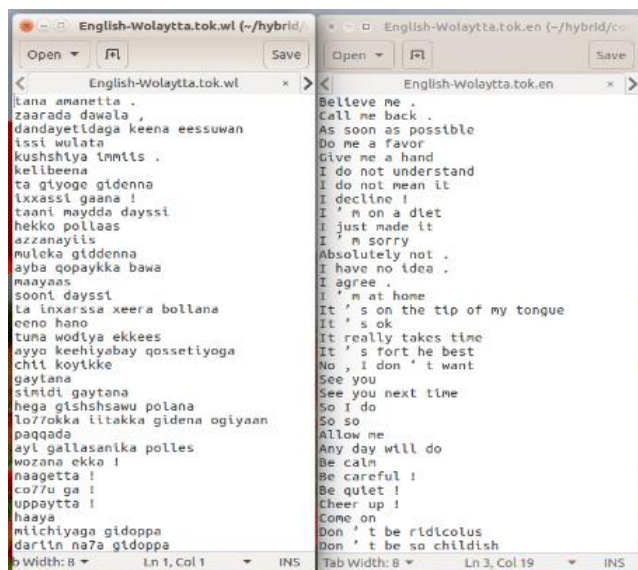 English-Wolaytta.tok.wl (~/hybrid/
Open
Save
English-Wolaytta.tok.wl ×
tana amanetta .
zaarada dawala ,
dandayetidaga keena eessuwan
issi wulata
kushshiya immiis .
kelibeena
ta giyoge gidenna
ixxassi gaana !
taani maydda dayssi
hekko pollaas
azzanayiis
muleka giddenna
ayba qopaykka bawa
maayaas
sooni dayssi
ta inxarssa xeera bollana
eeno hano
tuma wodiya ekkees
ayyo keehiyabay qossetiyoga
chii koyikke
gaytana
simidi gaytana
hega gishshsawu polana
lo77okka iitakka gidena ogiyaan
paqqada
ayi gallasanika polles
wozana ekka !
naagetta !
co77u ga !
uppaytta !
haaya
miichiyaga gidoppa
dariin na7a gidoppa
b Width: 8 Ln 1, Col 1 INS
English-Wolaytta.tok.en (~/hybrid/co
Open
Save
English-Wolaytta.tok.en ×
Believe me .
Call me back .
As soon as possible
Do me a favor
Give me a hand
I do not understand
I do not mean it
I decline !
I ’ m on a diet
I just made it
I ’ m sorry
Absolutely not .
I have no idea .
I agree .
I ’ m at home
It ’ s on the tip of my tongue
It ’ s ok
It really takes time
It ’ s fort he best
No , I don ’ t want
See you
See you next time
So I do
So so
Allow me
Any day will do
Be calm
Be careful !
Be quiet !
Cheer up !
Come on
Don ’ t be ridicolus
Don ’ t be so childish
Tab Width: 8 Ln 3, Col 19 INS